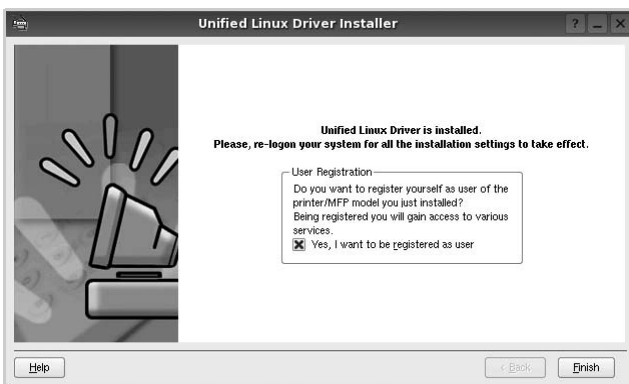 Unified Linux Driver Installer
Unified Linux Driver is installed.
Please, re-logon your system for all the installation settings to take effect.
User Registration
Do you want to register yourself as user of the
printer/MFP model you just installed?
Being registered you will gain access to various
services.
Yes, I want to be registered as user
Help
< Back
Finish